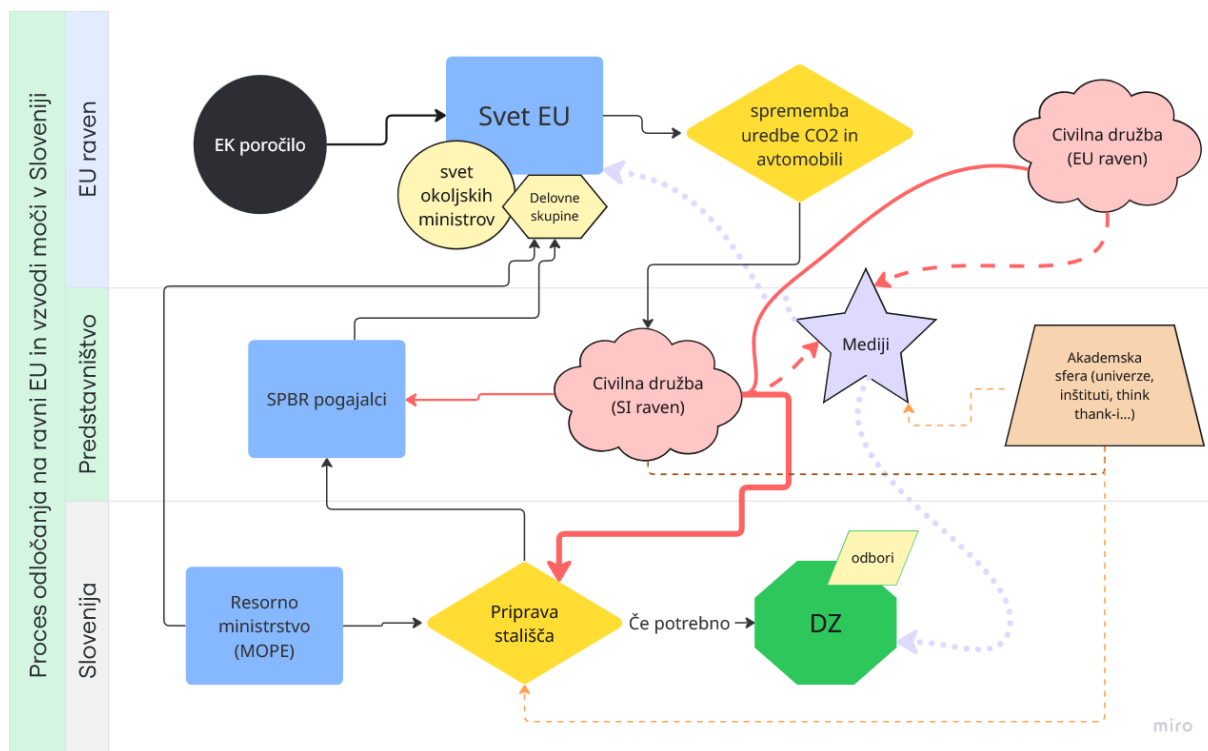 Proces odločanja na ravni EU in vzvodi moči v Sloveniji
EU raven
EK poročilo
Svet EU
svet
okoljskih
ministrov
Delovne
skupine
sprememba
uredbe CO2 in
avtomobili
Civilna družba
(EU raven)
Predstavništvo
SPBR pogajalci
Civilna družba
(SI raven)
Mediji
Akademska
sfera (univerze,
inštituti, think
thank-i...)
Slovenija
Resorno
ministrstvo
(MOPE)
Priprava
stališča
Če potrebno
DZ
odbori
miro